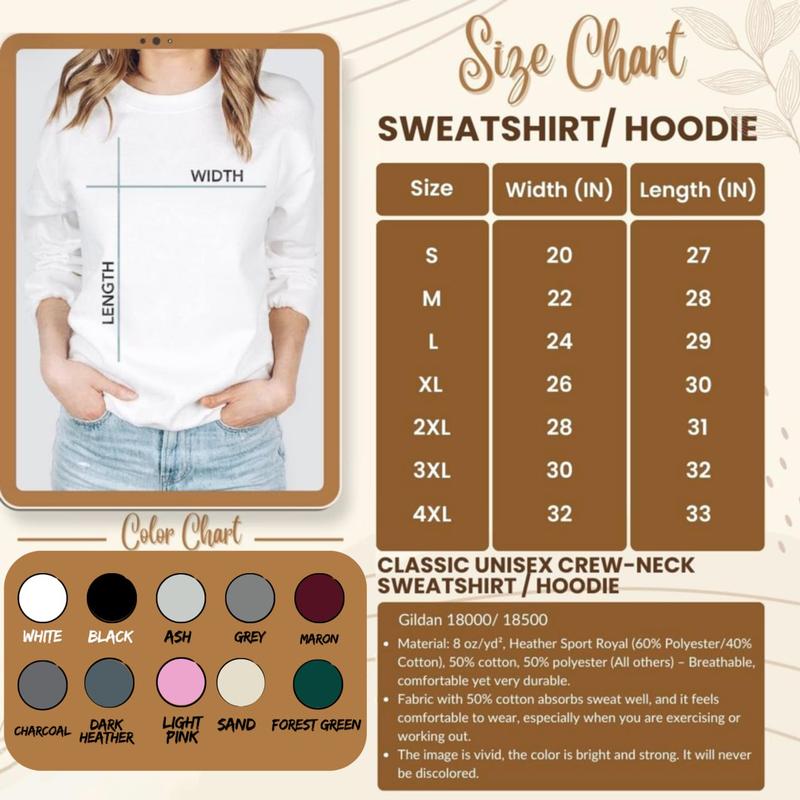 Size Chart
SWEATSHIRT/ HOODIE
WIDTH
LENGTH
Size Width (IN) Length (IN)
S 20 27
M 22 28
L 24 29
XL 26 30
2XL 28 31
3XL 30 32
4XL 32 33
Color Chart
WHITE BLACK ASH GREY MARON
CHARCOAL DARK HEATHER LIGHT PINK SAND FOREST GREEN
CLASSIC UNISEX CREW-NECK
SWEATSHIRT / HOODIE
Gildan 18000/ 18500
• Material: 8 oz/yd², Heather Sport Royal (60% Polyester/40%
Cotton), 50% cotton, 50% polyester (All others) – Breathable,
comfortable yet very durable.
• Fabric with 50% cotton absorbs sweat well, and it feels
comfortable to wear, especially when you are exercising or
working out.
• The image is vivid, the color is bright and strong. It will never
be discolored.